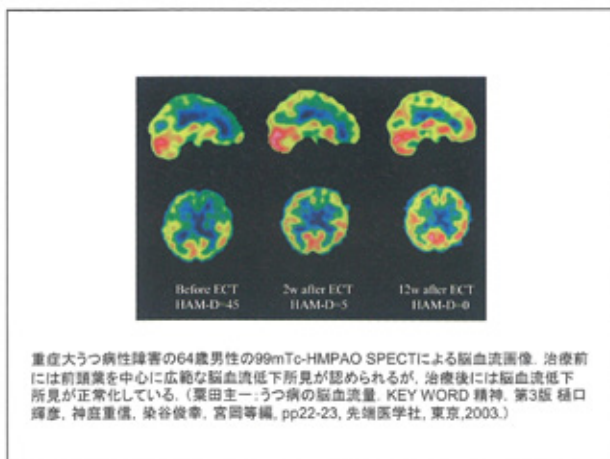 Before ECT
HAM-D=45
2w after ECT
HAM-D=5
12w after ECT
HAM-D=0
重症大うつ病性障害の64歳男性の99mTc-HMPAO SPECTによる脳血流画像. 治療前
には前頭葉を中心に広範な脳血流低下所見が認められるが, 治療後には脳血流低下
所見が正常化している. (粟田主一:うつ病の脳血流量. KEY WORD 精神. 第3版 樋口
輝彦, 神庭重信, 染谷俊幸, 宮岡等編, pp22-23, 先端医学社, 東京,2003.)